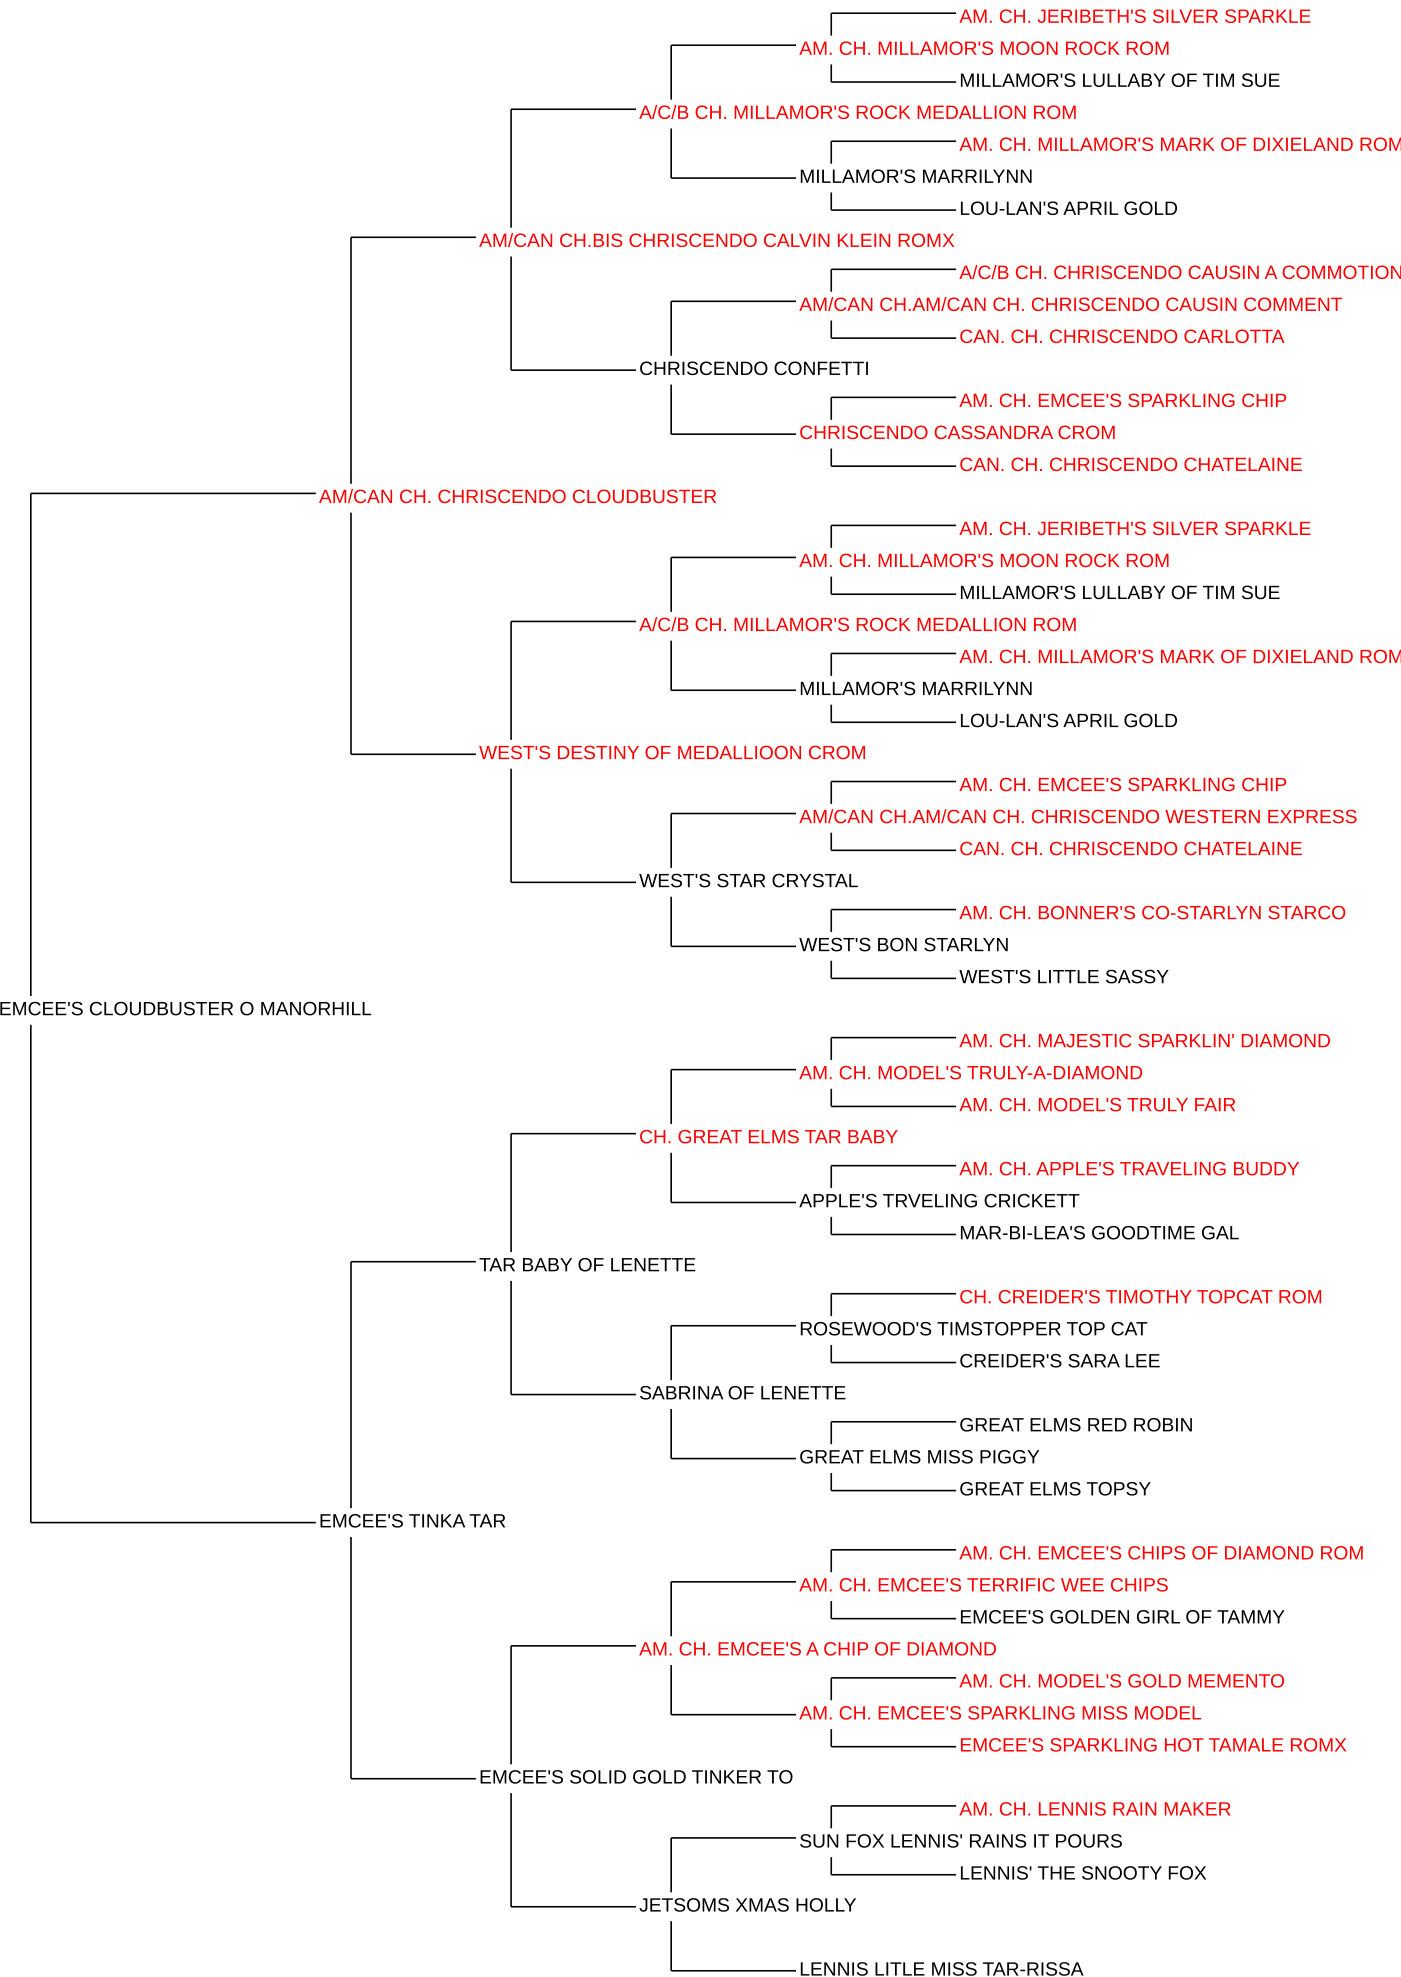 AM. CH. JERIBETH'S SILVER SPARKLE
AM. CH. MILLAMOR'S MOON ROCK ROM
MILLAMOR'S LULLABY OF TIM SUE
A/C/B CH. MILLAMOR'S ROCK MEDALLION ROM
AM. CH. MILLAMOR'S MARK OF DIXIELAND ROM
MILLAMOR'S MARRILYNN
LOU-LAN'S APRIL GOLD
AM/CAN CH.BIS CHRISCENDO CALVIN KLEIN ROMX
A/C/B CH. CHRISCENDO CAUSIN A COMMOTION
AM/CAN CH.AM/CAN CH. CHRISCENDO CAUSIN COMMENT
CAN. CH. CHRISCENDO CARLOTTA
CHRISCENDO CONFETTI
AM. CH. EMCEE'S SPARKLING CHIP
CHRISCENDO CASSANDRA CROM
CAN. CH. CHRISCENDO CHATELAINE
AM/CAN CH. CHRISCENDO CLOUDBUSTER
AM. CH. JERIBETH'S SILVER SPARKLE
AM. CH. MILLAMOR'S MOON ROCK ROM
MILLAMOR'S LULLABY OF TIM SUE
A/C/B CH. MILLAMOR'S ROCK MEDALLION ROM
AM. CH. MILLAMOR'S MARK OF DIXIELAND ROM
MILLAMOR'S MARRILYNN
LOU-LAN'S APRIL GOLD
WEST'S DESTINY OF MEDALLIOON CROM
AM. CH. EMCEE'S SPARKLING CHIP
AM/CAN CH.AM/CAN CH. CHRISCENDO WESTERN EXPRESS
CAN. CH. CHRISCENDO CHATELAINE
WEST'S STAR CRYSTAL
AM. CH. BONNER'S CO-STARLYN STARCO
WEST'S BON STARLYN
WEST'S LITTLE SASSY
EMCEE'S CLOUDBUSTER O MANORHILL
AM. CH. MAJESTIC SPARKLIN' DIAMOND
AM. CH. MODEL'S TRULY-A-DIAMOND
AM. CH. MODEL'S TRULY FAIR
CH. GREAT ELMS TAR BABY
AM. CH. APPLE'S TRAVELING BUDDY
APPLE'S TRVELING CRICKETT
MAR-BI-LEA'S GOODTIME GAL
TAR BABY OF LENETTE
CH. CREIDER'S TIMOTHY TOPCAT ROM
ROSEWOOD'S TIMSTOPPER TOP CAT
CREIDER'S SARA LEE
SABRINA OF LENETTE
GREAT ELMS RED ROBIN
GREAT ELMS MISS PIGGY
GREAT ELMS TOPSY
EMCEE'S TINKA TAR
AM. CH. EMCEE'S CHIPS OF DIAMOND ROM
AM. CH. EMCEE'S TERRIFIC WEE CHIPS
EMCEE'S GOLDEN GIRL OF TAMMY
AM. CH. EMCEE'S A CHIP OF DIAMOND
AM. CH. MODEL'S GOLD MEMENTO
AM. CH. EMCEE'S SPARKLING MISS MODEL
EMCEE'S SPARKLING HOT TAMALE ROMX
EMCEE'S SOLID GOLD TINKER TO
AM. CH. LENNIS RAIN MAKER
SUN FOX LENNIS' RAINS IT POURS
LENNIS' THE SNOOTY FOX
JETSOMS XMAS HOLLY
LENNIS LITLE MISS TAR-RISSA